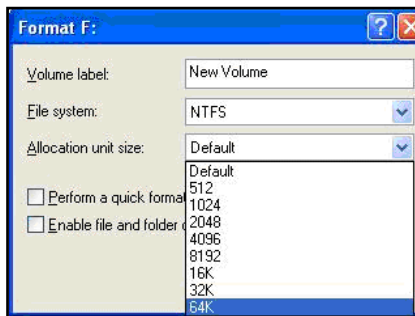 Format F:
Volume label: New Volume
File system: NTFS
Allocation unit size: Default
Default
512
1024
2048
4096
8192
16K
32K
64K
Perform a quick
Enable file and folder